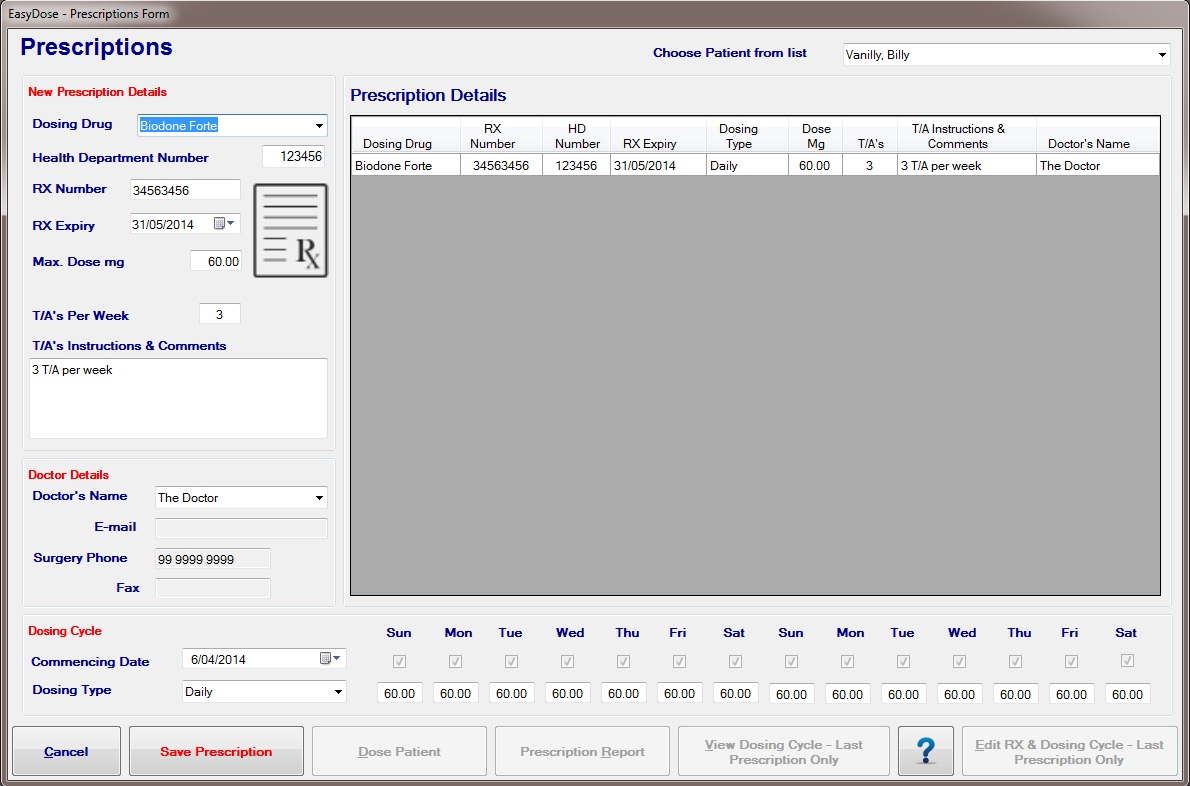 EasyDose - Prescriptions Form
Prescriptions
Choose Patient from list
Vanilly, Billy
New Prescription Details
Dosing Drug
Biodone Forte
Health Department Number
123456
RX Number
34563456
RX Expiry
31/05/2014
Rx
Max. Dose mg
60.00
T/A's Per Week
3
T/A's Instructions & Comments
3 T/A per week
Doctor Details
Doctor's Name
The Doctor
E-mail
Surgery Phone
99 9999 9999
Fax
Prescription Details
Dosing Drug
RX
Number
HD
Number
RX Expiry
Dosing
Type
Dose
Mg
T/A's
T/A Instructions &
Comments
Doctor's Name
Biodone Forte 34563456 123456 31/05/2014 Daily 60.00 3 3 T/A per week The Doctor
Dosing Cycle
Sun Mon Tue Wed Thu Fri Sat Sun Mon Tue Wed Thu Fri Sat
Commencing Date
6/04/2014
Dosing Type
Daily
60.00 60.00 60.00 60.00 60.00 60.00 60.00 60.00 60.00 60.00 60.00 60.00 60.00 60.00
Cancel
Save Prescription
Dose Patient
Prescription Report
View Dosing Cycle - Last
Prescription Only
?
Edit RX & Dosing Cycle - Last
Prescription Only